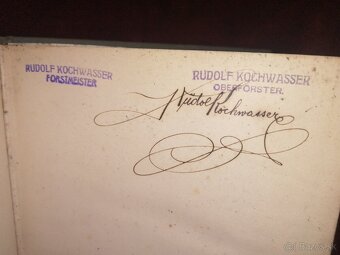 RUDOLF KOCHWASSER
FORSTMEISTER
RUDOLF KOCHWASSER
OBERFÖRSTER.
Rudolf Kochwasser